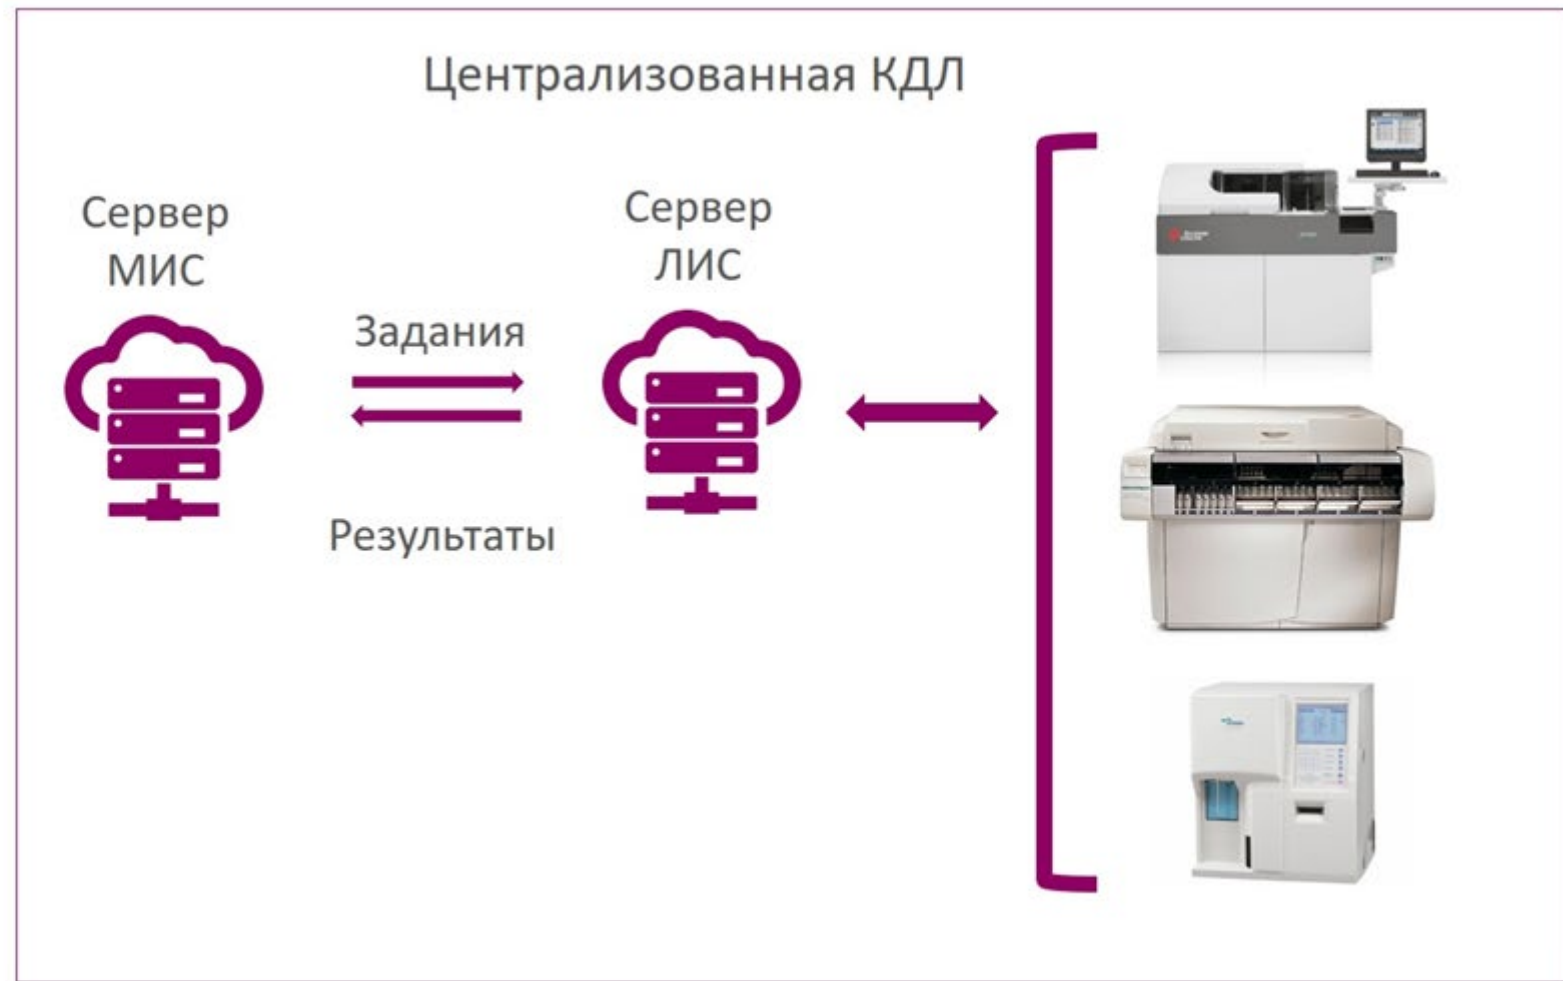 Централизованная КДЛ
Сервер
МИС
Задания
Результаты
Сервер
ЛИС